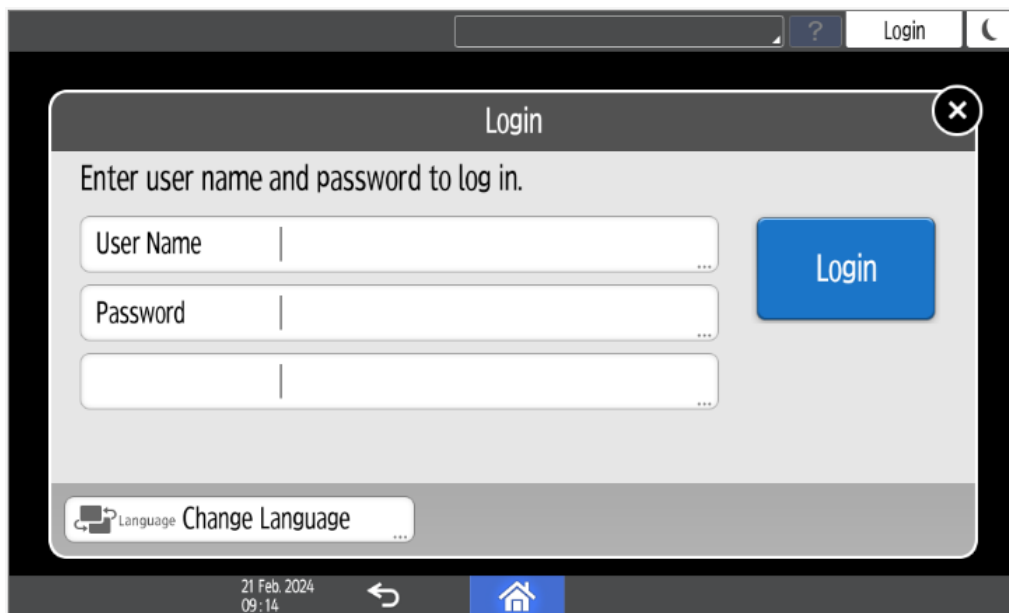 ? Login
Login
Enter user name and password to log in.
User Name
...
Password
...
...
Language Change Language
...
21 Feb. 2024
09:14